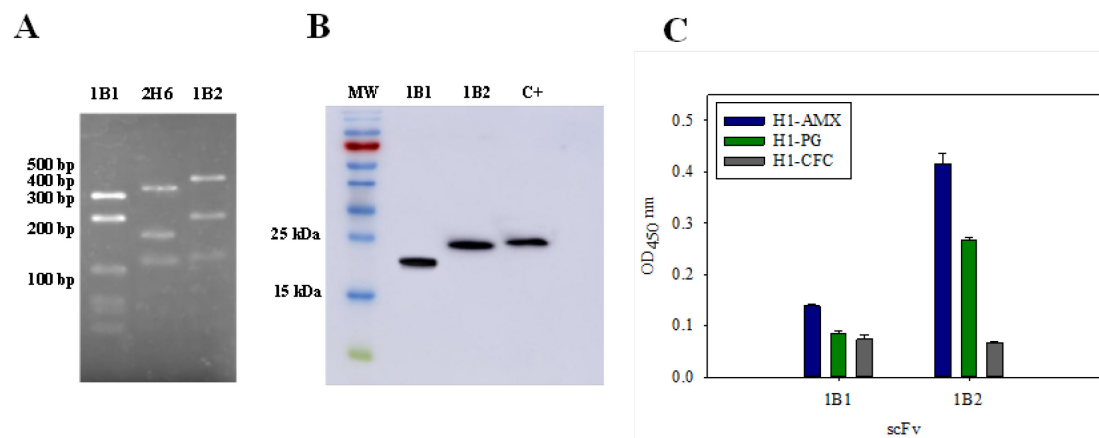 A
1B1 2H6 1B2
500 bp
400 bp
300 bp
200 bp
100 bp
B
MW 1B1 1B2 C+
25 kDa
15 kDa
C
H1-AMX
H1-PG
H1-CFC
0.5
0.4
0.3
0.2
0.1
0.0
OD450 nm
1B1 1B2
scFv